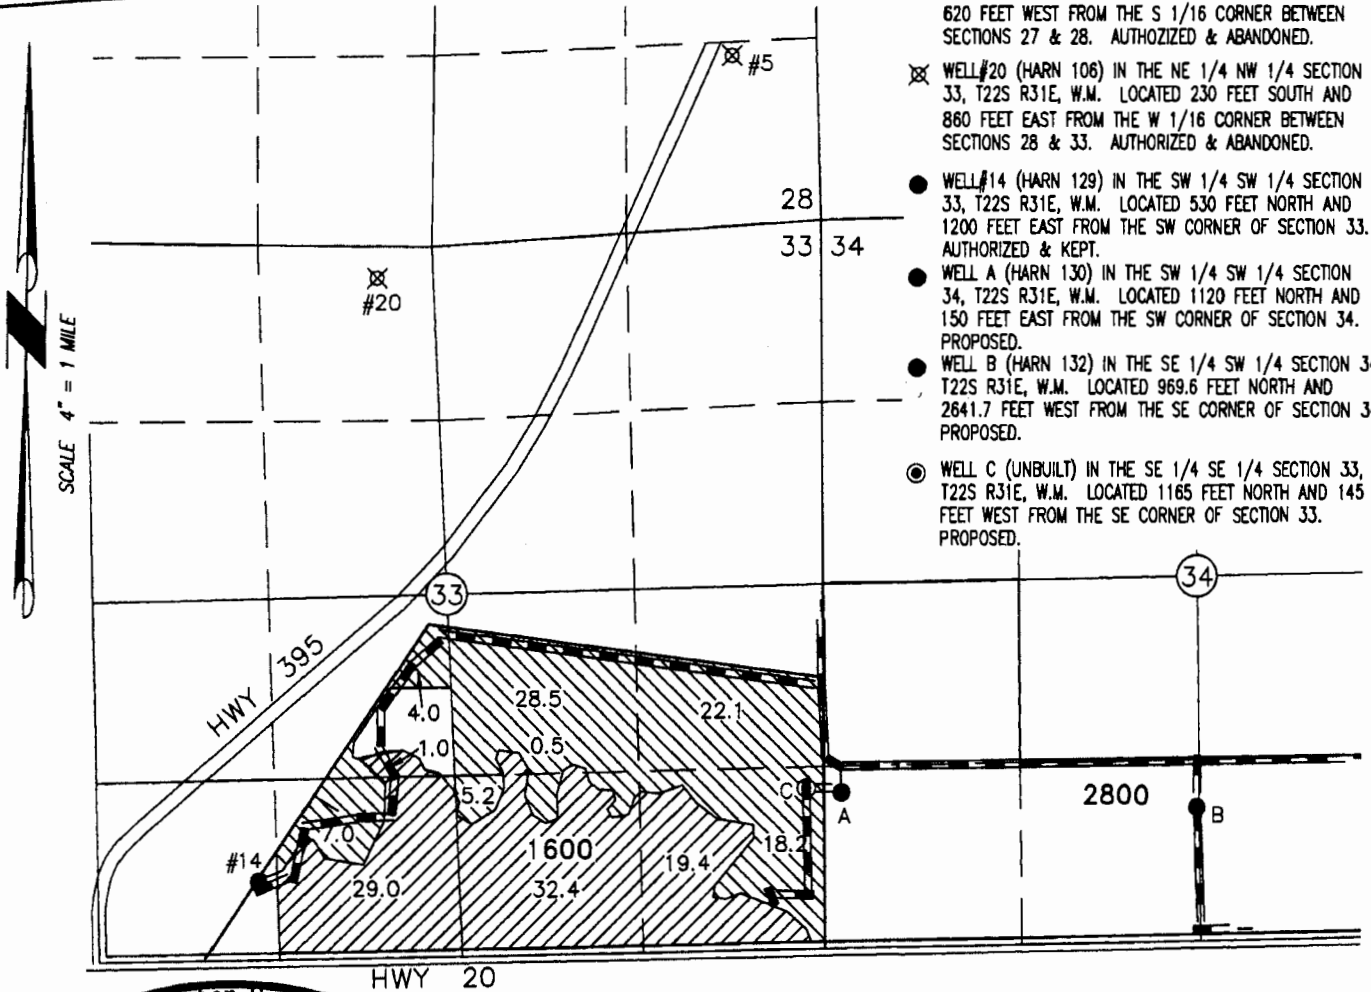 620 FEET WEST FROM THE S 1/16 CORNER BETWEEN
SECTIONS 27 & 28. AUTHOZIZED & ABANDONED.
WELL#20 (HARN 106) IN THE NE 1/4 NW 1/4 SECTION
33, T22S R31E, W.M. LOCATED 230 FEET SOUTH AND
860 FEET EAST FROM THE W 1/16 CORNER BETWEEN
SECTIONS 28 & 33. AUTHORIZED & ABANDONED.
WELL#14 (HARN 129) IN THE SW 1/4 SW 1/4 SECTION
33, T22S R31E, W.M. LOCATED 530 FEET NORTH AND
1200 FEET EAST FROM THE SW CORNER OF SECTION 33.
AUTHORIZED & KEPT.
WELL A (HARN 130) IN THE SW 1/4 SW 1/4 SECTION
34, T22S R31E, W.M. LOCATED 1120 FEET NORTH AND
150 FEET EAST FROM THE SW CORNER OF SECTION 34.
PROPOSED.
WELL B (HARN 132) IN THE SE 1/4 SW 1/4 SECTION 3
T22S R31E, W.M. LOCATED 969.6 FEET NORTH AND
2641.7 FEET WEST FROM THE SE CORNER OF SECTION 3
PROPOSED.
WELL C (UNBUILT) IN THE SE 1/4 SE 1/4 SECTION 33,
T22S R31E, W.M. LOCATED 1165 FEET NORTH AND 145
FEET WEST FROM THE SE CORNER OF SECTION 33.
PROPOSED.
#5
28
33 34
#20
SCALE 4" = 1 MILE
33
34
HWY 395
4.0
28.5
22.1
1.0
0.5
5.2
C
A
2800
B
7.0
1600
18.2
#14
29.0
32.4
19.4
HWY 20